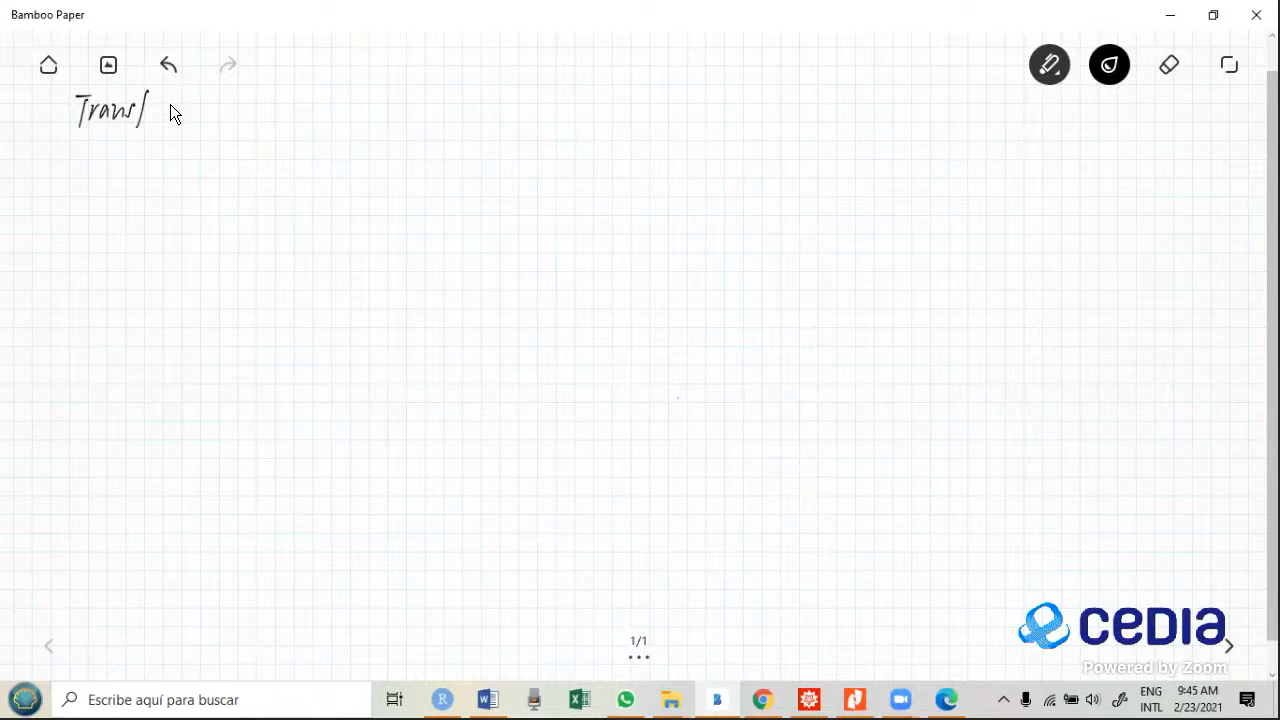 Bamboo Paper
Transf
1/1
CEDIA
Powered by Zoom
Escribe aquí para buscar
ENG
INTL
9:45 AM
2/23/2021